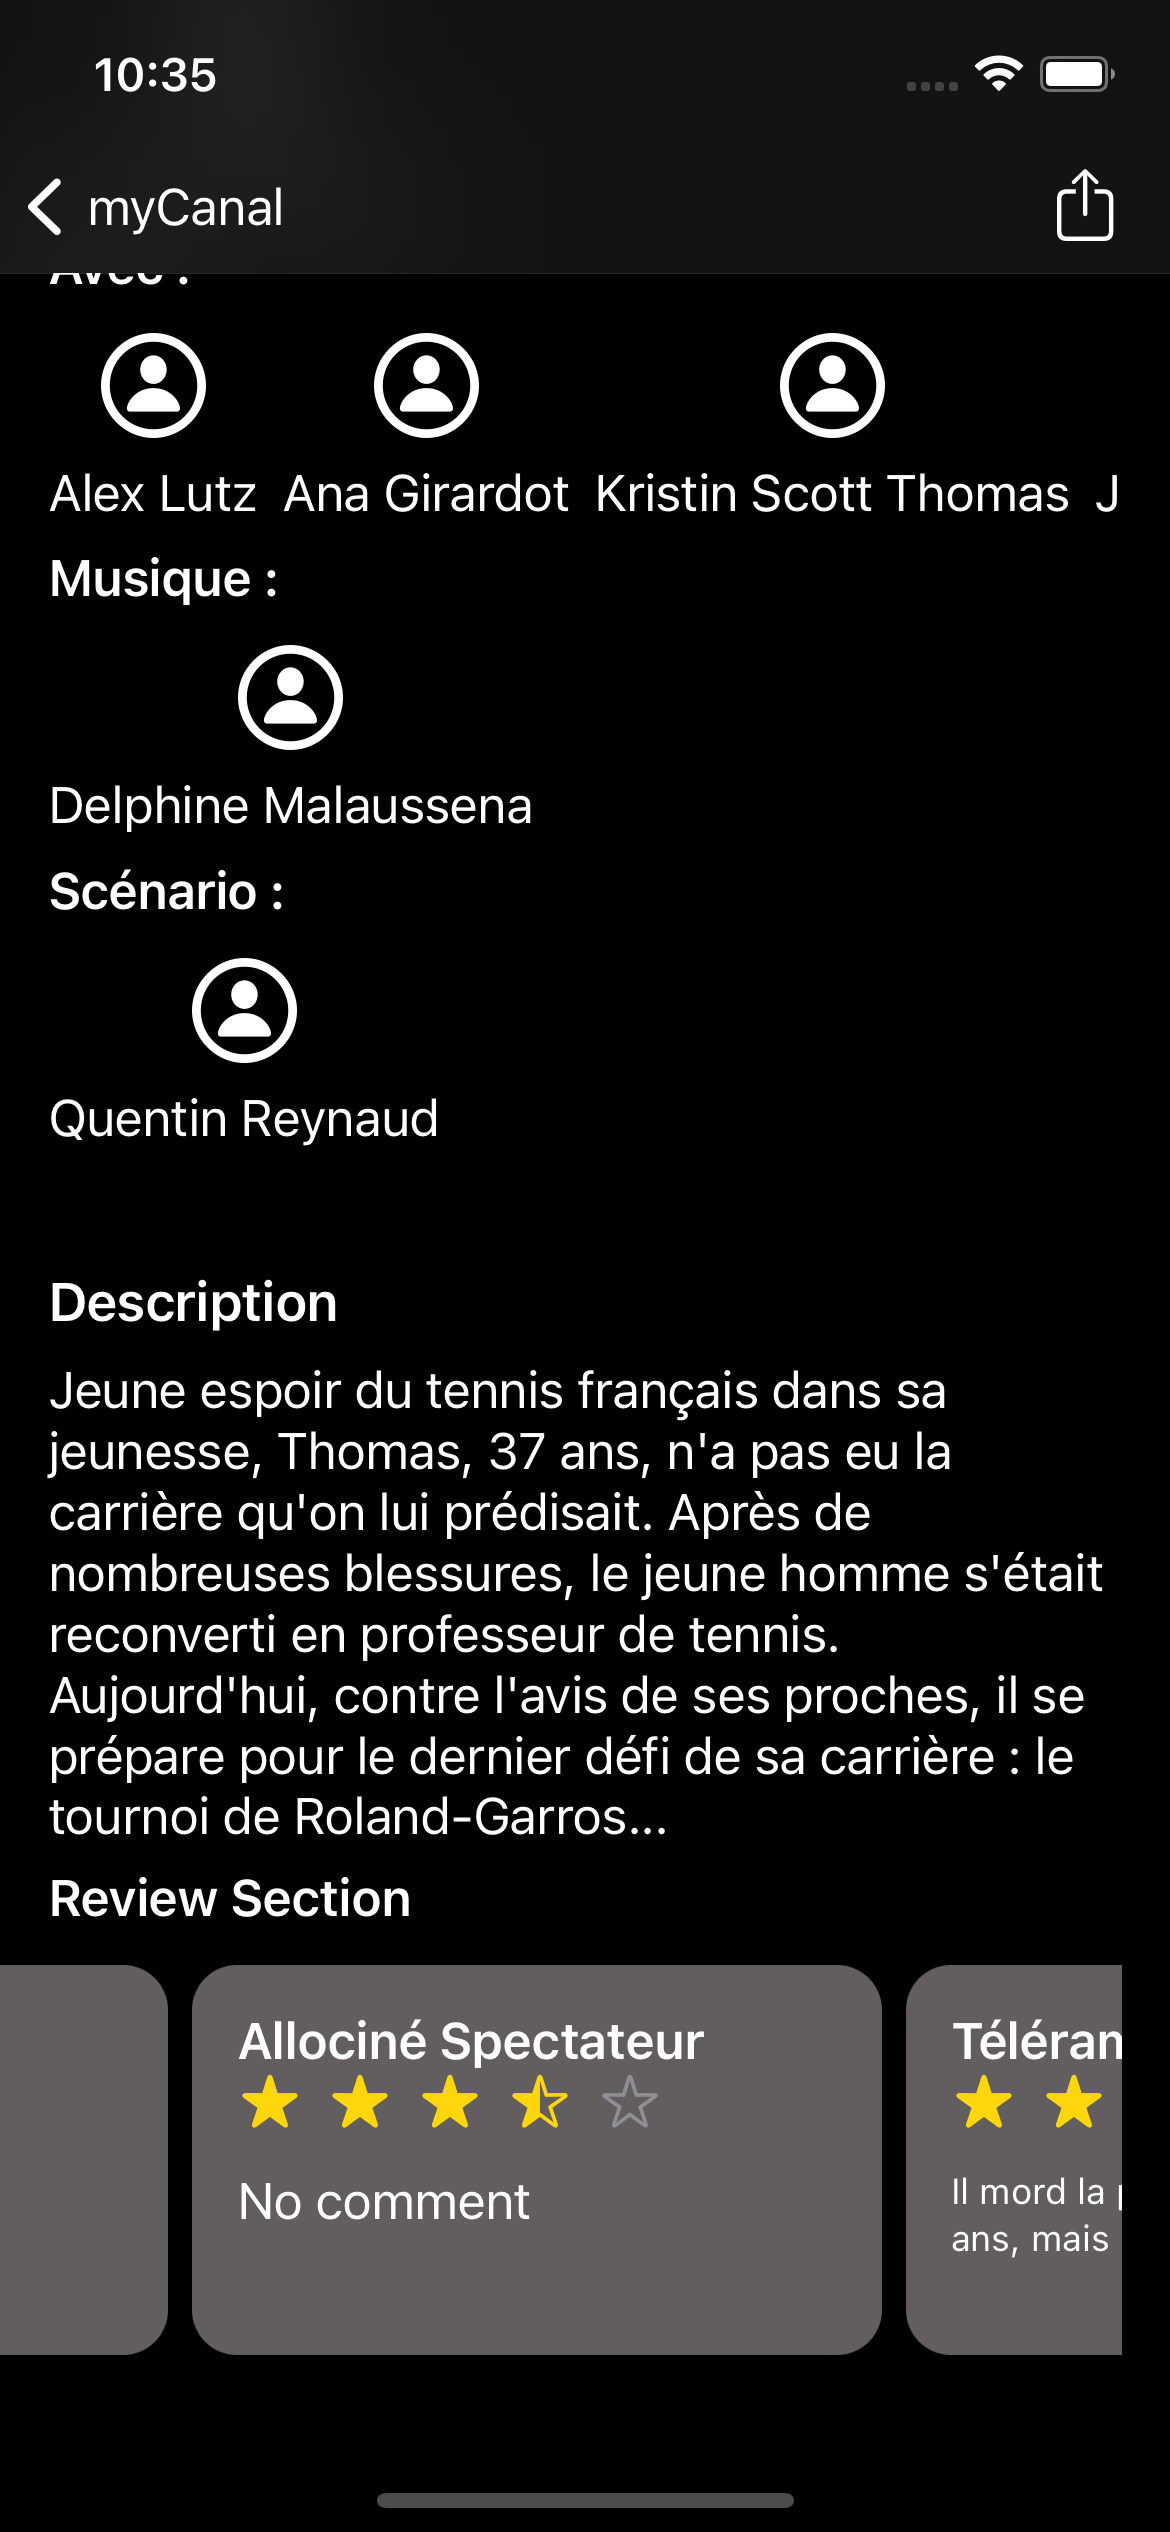 10:35
myCanal
Avec :
Alex Lutz Ana Girardot Kristin Scott Thomas J
Musique :
Delphine Malaussena
Scénario :
Quentin Reynaud
Description
Jeune espoir du tennis français dans sa
jeunesse, Thomas, 37 ans, n'a pas eu la
carrière qu'on lui prédisait. Après de
nombreuses blessures, le jeune homme s'était
reconverti en professeur de tennis.
Aujourd'hui, contre l'avis de ses proches, il se
prépare pour le dernier défi de sa carrière : le
tournoi de Roland-Garros...
Review Section
Allociné Spectateur
No comment
Téléran
Il mord la
ans, mais